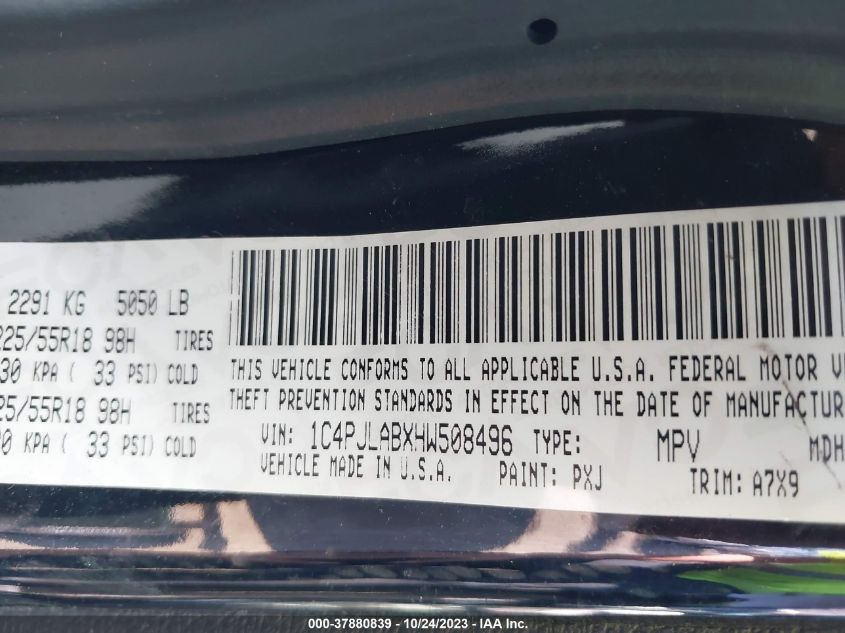 2291 KG 5050 LB
225/55R18 98H TIRES
30 KPA ( 33 PSI) COLD
25/55R18 98H TIRES
0 KPA ( 33 PSI) COLD
THIS VEHICLE CONFORMS TO ALL APPLICABLE U.S.A. FEDERAL MOTOR V
THEFT PREVENTION STANDARDS IN EFFECT ON THE DATE OF MANUFACTUR
VIN: 1C4PJLABXHW508496 TYPE: MPV MDH
VEHICLE MADE IN U.S.A. PAINT: PXJ TRIM: A7X9
000-37880839 - 10/24/2023 - IAA Inc.